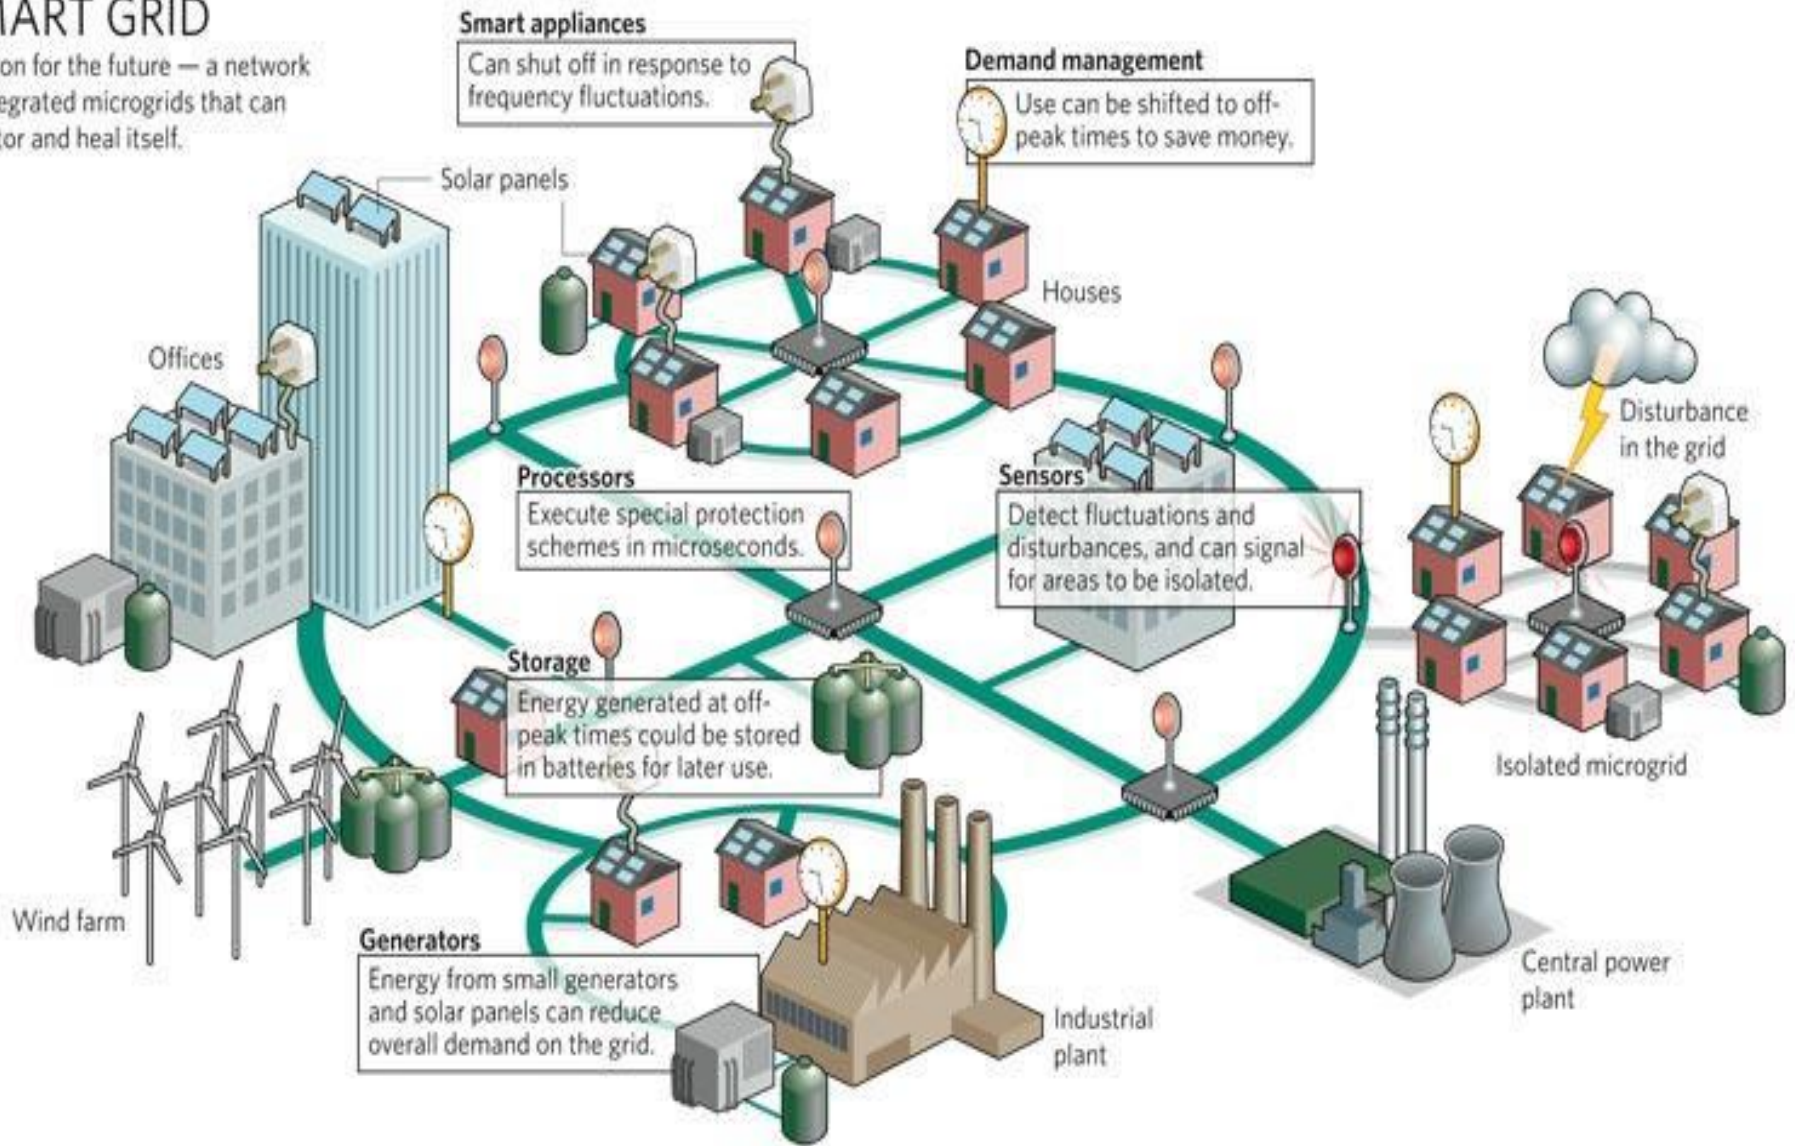 MART GRID
on for the future — a network
egrated microgrids that can
tor and heal itself.
Smart appliances
Can shut off in response to
frequency fluctuations.
Demand management
Use can be shifted to off-
peak times to save money.
Solar panels
Houses
Offices
Disturbance
in the grid
Processors
Execute special protection
schemes in microseconds.
Sensors
Detect fluctuations and
disturbances, and can signal
for areas to be isolated.
Storage
Energy generated at off-
peak times could be stored
in batteries for later use.
Isolated microgrid
Wind farm
Generators
Energy from small generators
and solar panels can reduce
overall demand on the grid.
Central power
plant
Industrial
plant